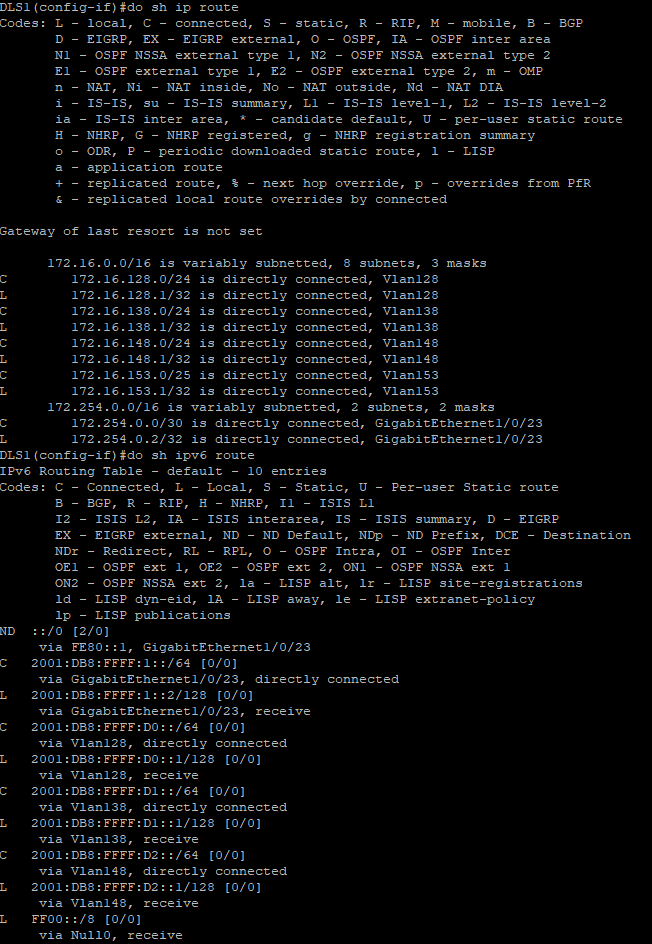 DLS1(config-if)#do sh ip route
Codes: L - local, C - connected, S - static, R - RIP, M - mobile, B - BGP
       D - EIGRP, EX - EIGRP external, O - OSPF, IA - OSPF inter area
       N1 - OSPF NSSA external type 1, N2 - OSPF NSSA external type 2
       E1 - OSPF external type 1, E2 - OSPF external type 2, m - OMP
       n - NAT, Ni - NAT inside, No - NAT outside, Nd - NAT DIA
       i - IS-IS, su - IS-IS summary, L1 - IS-IS level-1, L2 - IS-IS level-2
       ia - IS-IS inter area, * - candidate default, U - per-user static route
       H - NHRP, G - NHRP registered, g - NHRP registration summary
       o - ODR, P - periodic downloaded static route, l - LISP
       a - application route
       + - replicated route, % - next hop override, p - overrides from PfR
       & - replicated local route overrides by connected

Gateway of last resort is not set

      172.16.0.0/16 is variably subnetted, 8 subnets, 3 masks
C        172.16.128.0/24 is directly connected, Vlan128
L        172.16.128.1/32 is directly connected, Vlan128
C        172.16.138.0/24 is directly connected, Vlan138
L        172.16.138.1/32 is directly connected, Vlan138
C        172.16.148.0/24 is directly connected, Vlan148
L        172.16.148.1/32 is directly connected, Vlan148
C        172.16.153.0/25 is directly connected, Vlan153
L        172.16.153.1/32 is directly connected, Vlan153
      172.254.0.0/16 is variably subnetted, 2 subnets, 2 masks
C        172.254.0.0/30 is directly connected, GigabitEthernet1/0/23
L        172.254.0.2/32 is directly connected, GigabitEthernet1/0/23
DLS1(config-if)#do sh ipv6 route
IPv6 Routing Table - default - 10 entries
Codes: C - Connected, L - Local, S - Static, U - Per-user Static route
       B - BGP, R - RIP, H - NHRP, I1 - ISIS L1
       I2 - ISIS L2, IA - ISIS interarea, IS - ISIS summary, D - EIGRP
       EX - EIGRP external, ND - ND Default, NDp - ND Prefix, DCE - Destination
       NDr - Redirect, RL - RPL, O - OSPF Intra, OI - OSPF Inter
       OE1 - OSPF ext 1, OE2 - OSPF ext 2, ON1 - OSPF NSSA ext 1
       ON2 - OSPF NSSA ext 2, la - LISP alt, lr - LISP site-registrations
       ld - LISP dyn-eid, lA - LISP away, le - LISP extranet-policy
       lp - LISP publications
ND  ::/0 [2/0]
     via FE80::1, GigabitEthernet1/0/23
C   2001:DB8:FFFF:1::/64 [0/0]
     via GigabitEthernet1/0/23, directly connected
L   2001:DB8:FFFF:1::2/128 [0/0]
     via GigabitEthernet1/0/23, receive
C   2001:DB8:FFFF:D0::/64 [0/0]
     via Vlan128, directly connected
L   2001:DB8:FFFF:D0::1/128 [0/0]
     via Vlan128, receive
C   2001:DB8:FFFF:D1::/64 [0/0]
     via Vlan138, directly connected
L   2001:DB8:FFFF:D1::1/128 [0/0]
     via Vlan138, receive
C   2001:DB8:FFFF:D2::/64 [0/0]
     via Vlan148, directly connected
L   2001:DB8:FFFF:D2::1/128 [0/0]
     via Vlan148, receive
L   FF00::/8 [0/0]
     via Null0, receive